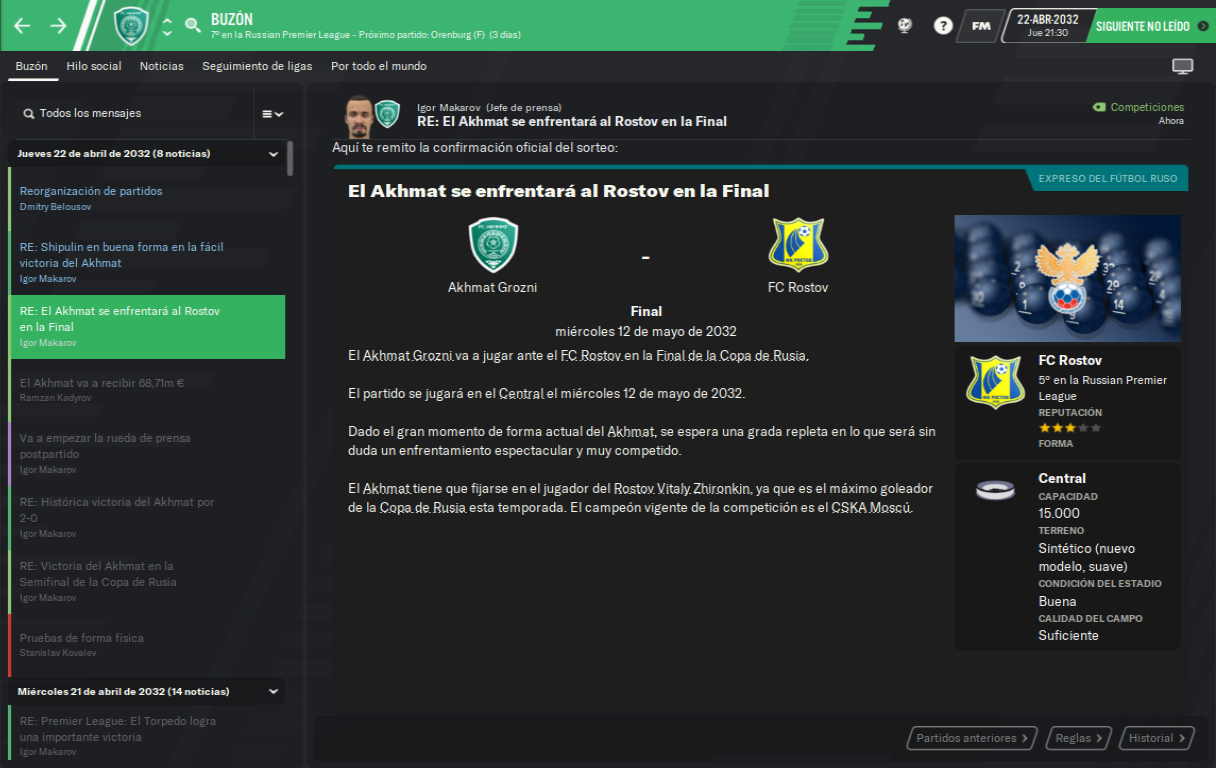 BUZÓN
7º en la Russian Premier League - Próximo partido: Orenburg (F) (3 días)
?
FM
22-ABR-2032
Jue 21:30
SIGUIENTE NO LEÍDO
Buzón
Hilo social
Noticias
Seguimiento de ligas
Por todo el mundo
Todos los mensajes
Jueves 22 de abril de 2032 (8 noticias)
Reorganización de partidos
Dmitry Belousov
RE: Shipulin en buena forma en la fácil
victoria del Akhmat
Igor Makarov
RE: El Akhmat se enfrentará al Rostov
en la Final
Igor Makarov
El Akhmat va a recibir 68,71m €
Ramzan Kadyrov
Va a empezar la rueda de prensa
postpartido
Igor Makarov
RE: Histórica victoria del Akhmat por
2-0
Igor Makarov
RE: Victoria del Akhmat en la
Semifinal de la Copa de Rusia
Igor Makarov
Pruebas de forma física
Stanislav Kovalev
Miércoles 21 de abril de 2032 (14 noticias)
RE: Premier League: El Torpedo logra
una importante victoria
Igor Makarov
Igor Makarov (Jefe de prensa)
RE: El Akhmat se enfrentará al Rostov en la Final
Competiciones
Ahora
Aquí te remito la confirmación oficial del sorteo:
El Akhmat se enfrentará al Rostov en la Final
EXPRESO DEL FÚTBOL RUSO
-
Akhmat Grozni
FC Rostov
Final
miércoles 12 de mayo de 2032
El Akhmat Grozni va a jugar ante el FC Rostov en la Final de la Copa de Rusia.
El partido se jugará en el Central el miércoles 12 de mayo de 2032.
Dado el gran momento de forma actual del Akhmat, se espera una grada repleta en lo que será sin
duda un enfrentamiento espectacular y muy competido.
El Akhmat tiene que fijarse en el jugador del Rostov Vitaly Zhironkin, ya que es el máximo goleador
de la Copa de Rusia esta temporada. El campeón vigente de la competición es el CSKA Moscú.
FC Rostov
5º en la Russian Premier
League
REPUTACIÓN
FORMA
Central
CAPACIDAD
15.000
TERRENO
Sintético (nuevo
modelo, suave)
CONDICIÓN DEL ESTADIO
Buena
CALIDAD DEL CAMPO
Suficiente
Partidos anteriores
Reglas
Historial